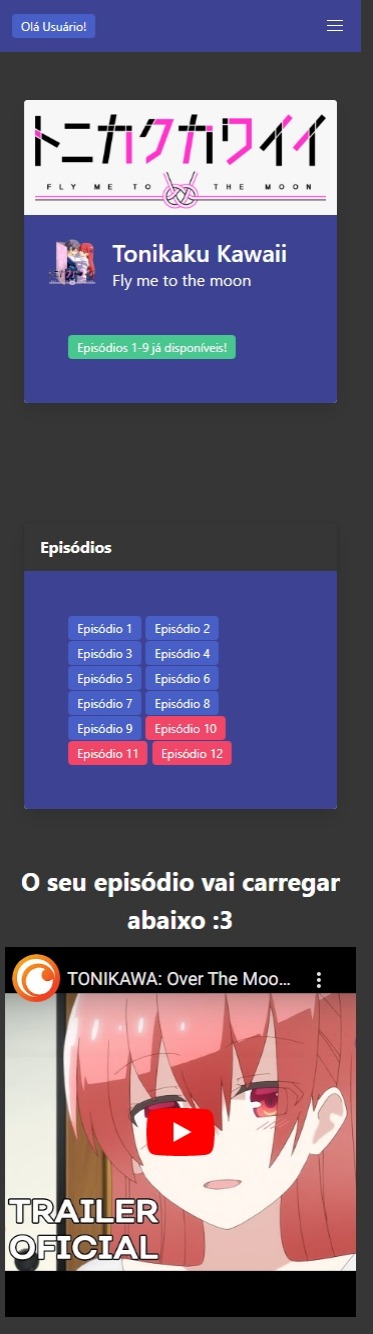 Olá Usuário!
トニカクカワイイ
FLY ME TO THE MOON
Tonikaku Kawaii
Fly me to the moon
Episódios 1-9 já disponíveis!
Episódios
Episódio 1 Episódio 2
Episódio 3 Episódio 4
Episódio 5 Episódio 6
Episódio 7 Episódio 8
Episódio 9 Episódio 10
Episódio 11 Episódio 12
O seu episódio vai carregar
abaixo :3
TONIKAWA: Over The Moo...
TRAILER
OFICIAL